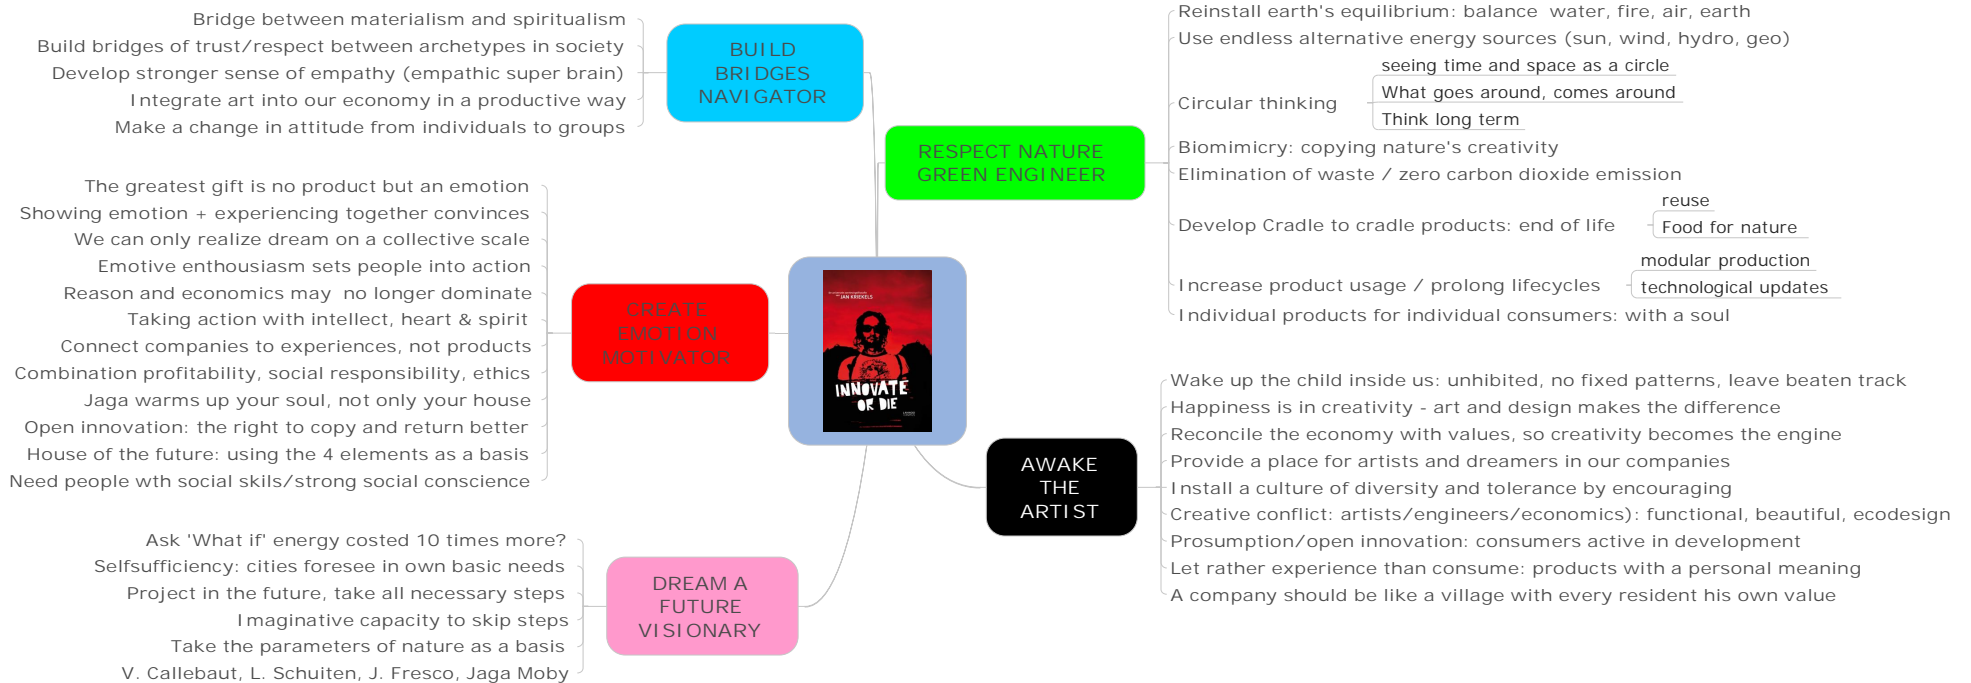 Bridge between materialism and spiritualism
Build bridges of trust/respect between archetypes in society
Develop stronger sense of empathy (empathic super brain)
Integrate art into our economy in a productive way
Make a change in attitude from individuals to groups
BUILD
BRIDGES
NAVIGATOR
The greatest gift is no product but an emotion
Showing emotion + experiencing together convinces
We can only realize dream on a collective scale
Emotive enthousiasm sets people into action
Reason and economics may no longer dominate
Taking action with intellect, heart & spirit
Connect companies to experiences, not products
Combination profitability, social responsibility, ethics
Jaga warms up your soul, not only your house
Open innovation: the right to copy and return better
House of the future: using the 4 elements as a basis
Need people wth social skils/strong social conscience
CREATE
EMOTION
MOTIVATOR
Ask 'What if' energy costed 10 times more?
Selfsufficiency: cities foresee in own basic needs
Project in the future, take all necessary steps
Imaginative capacity to skip steps
Take the parameters of nature as a basis
V. Callebaut, L. Schuiten, J. Fresco, Jaga Moby
DREAM A
FUTURE
VISIONARY
JAN KRIEKELS
INNOVATE
OR DIE
RESPECT NATURE
GREEN ENGINEER
Reinstall earth's equilibrium: balance water, fire, air, earth
Use endless alternative energy sources (sun, wind, hydro, geo)
Circular thinking
seeing time and space as a circle
What goes around, comes around
Think long term
Biomimicry: copying nature's creativity
Elimination of waste / zero carbon dioxide emission
Develop Cradle to cradle products: end of life
reuse
Food for nature
Increase product usage / prolong lifecycles
modular production
technological updates
Individual products for individual consumers: with a soul
AWAKE
THE
ARTIST
Wake up the child inside us: unhibited, no fixed patterns, leave beaten track
Happiness is in creativity - art and design makes the difference
Reconcile the economy with values, so creativity becomes the engine
Provide a place for artists and dreamers in our companies
Install a culture of diversity and tolerance by encouraging
Creative conflict: artists/engineers/economics): functional, beautiful, ecodesign
Prosumption/open innovation: consumers active in development
Let rather experience than consume: products with a personal meaning
A company should be like a village with every resident his own value